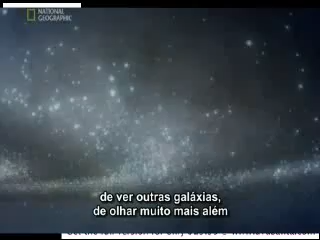 NATIONAL
GEOGRAPHIC
de ver outras galáxias,
de olhar muito mais além